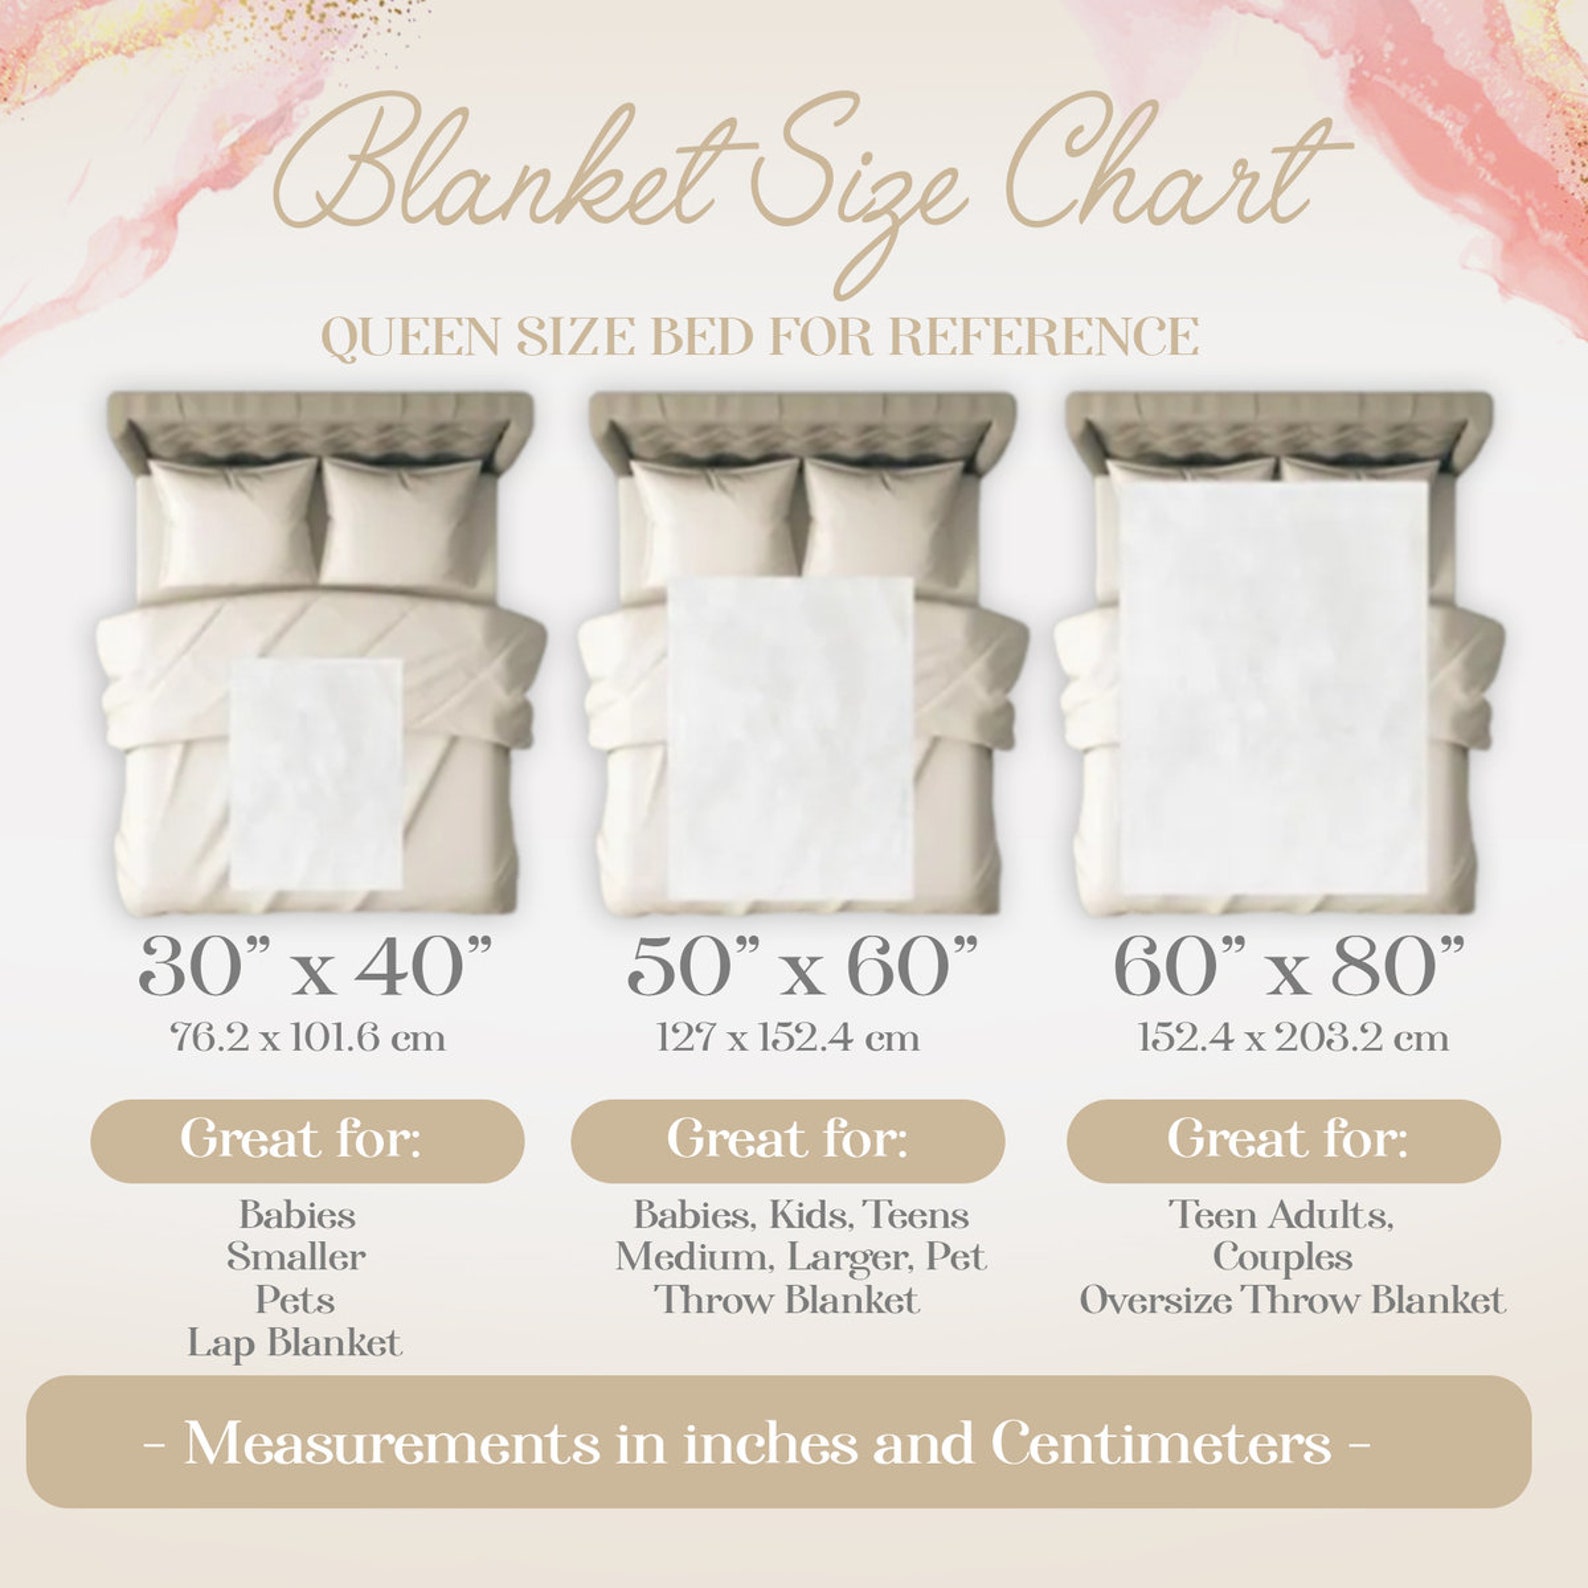 Blanket Size Chart
QUEEN SIZE BED FOR REFERENCE
30” x 40”
76.2 x 101.6 cm
Great for:
Babies
Smaller
Pets
Lap Blanket
50” x 60”
127 x 152.4 cm
Great for:
Babies, Kids, Teens
Medium, Larger, Pet
Throw Blanket
60” x 80”
152.4 x 203.2 cm
Great for:
Teen Adults,
Couples
Oversize Throw Blanket
- Measurements in inches and Centimeters -